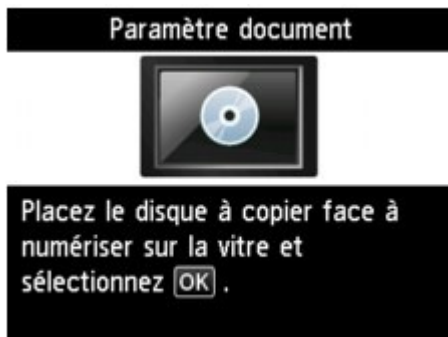 Paramètre document
Placez le disque à copier face à
numériser sur la vitre et
sélectionnez OK .